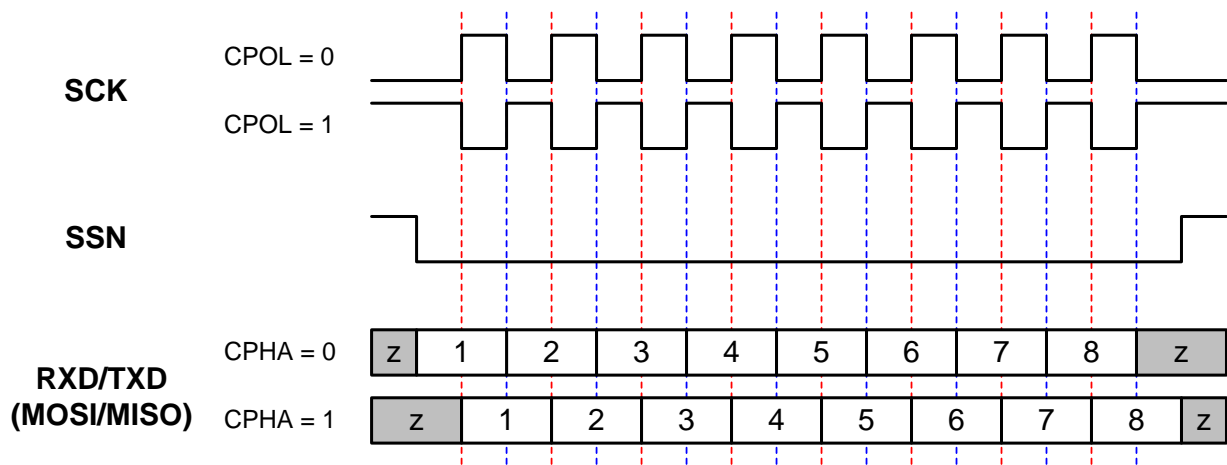 CPOL = 0
SCK
CPOL = 1
SSN
CPHA = 0
z 1 2 3 4 5 6 7 8 z
RXD/TXD
(MOSI/MISO)
CPHA = 1
z 1 2 3 4 5 6 7 8 z